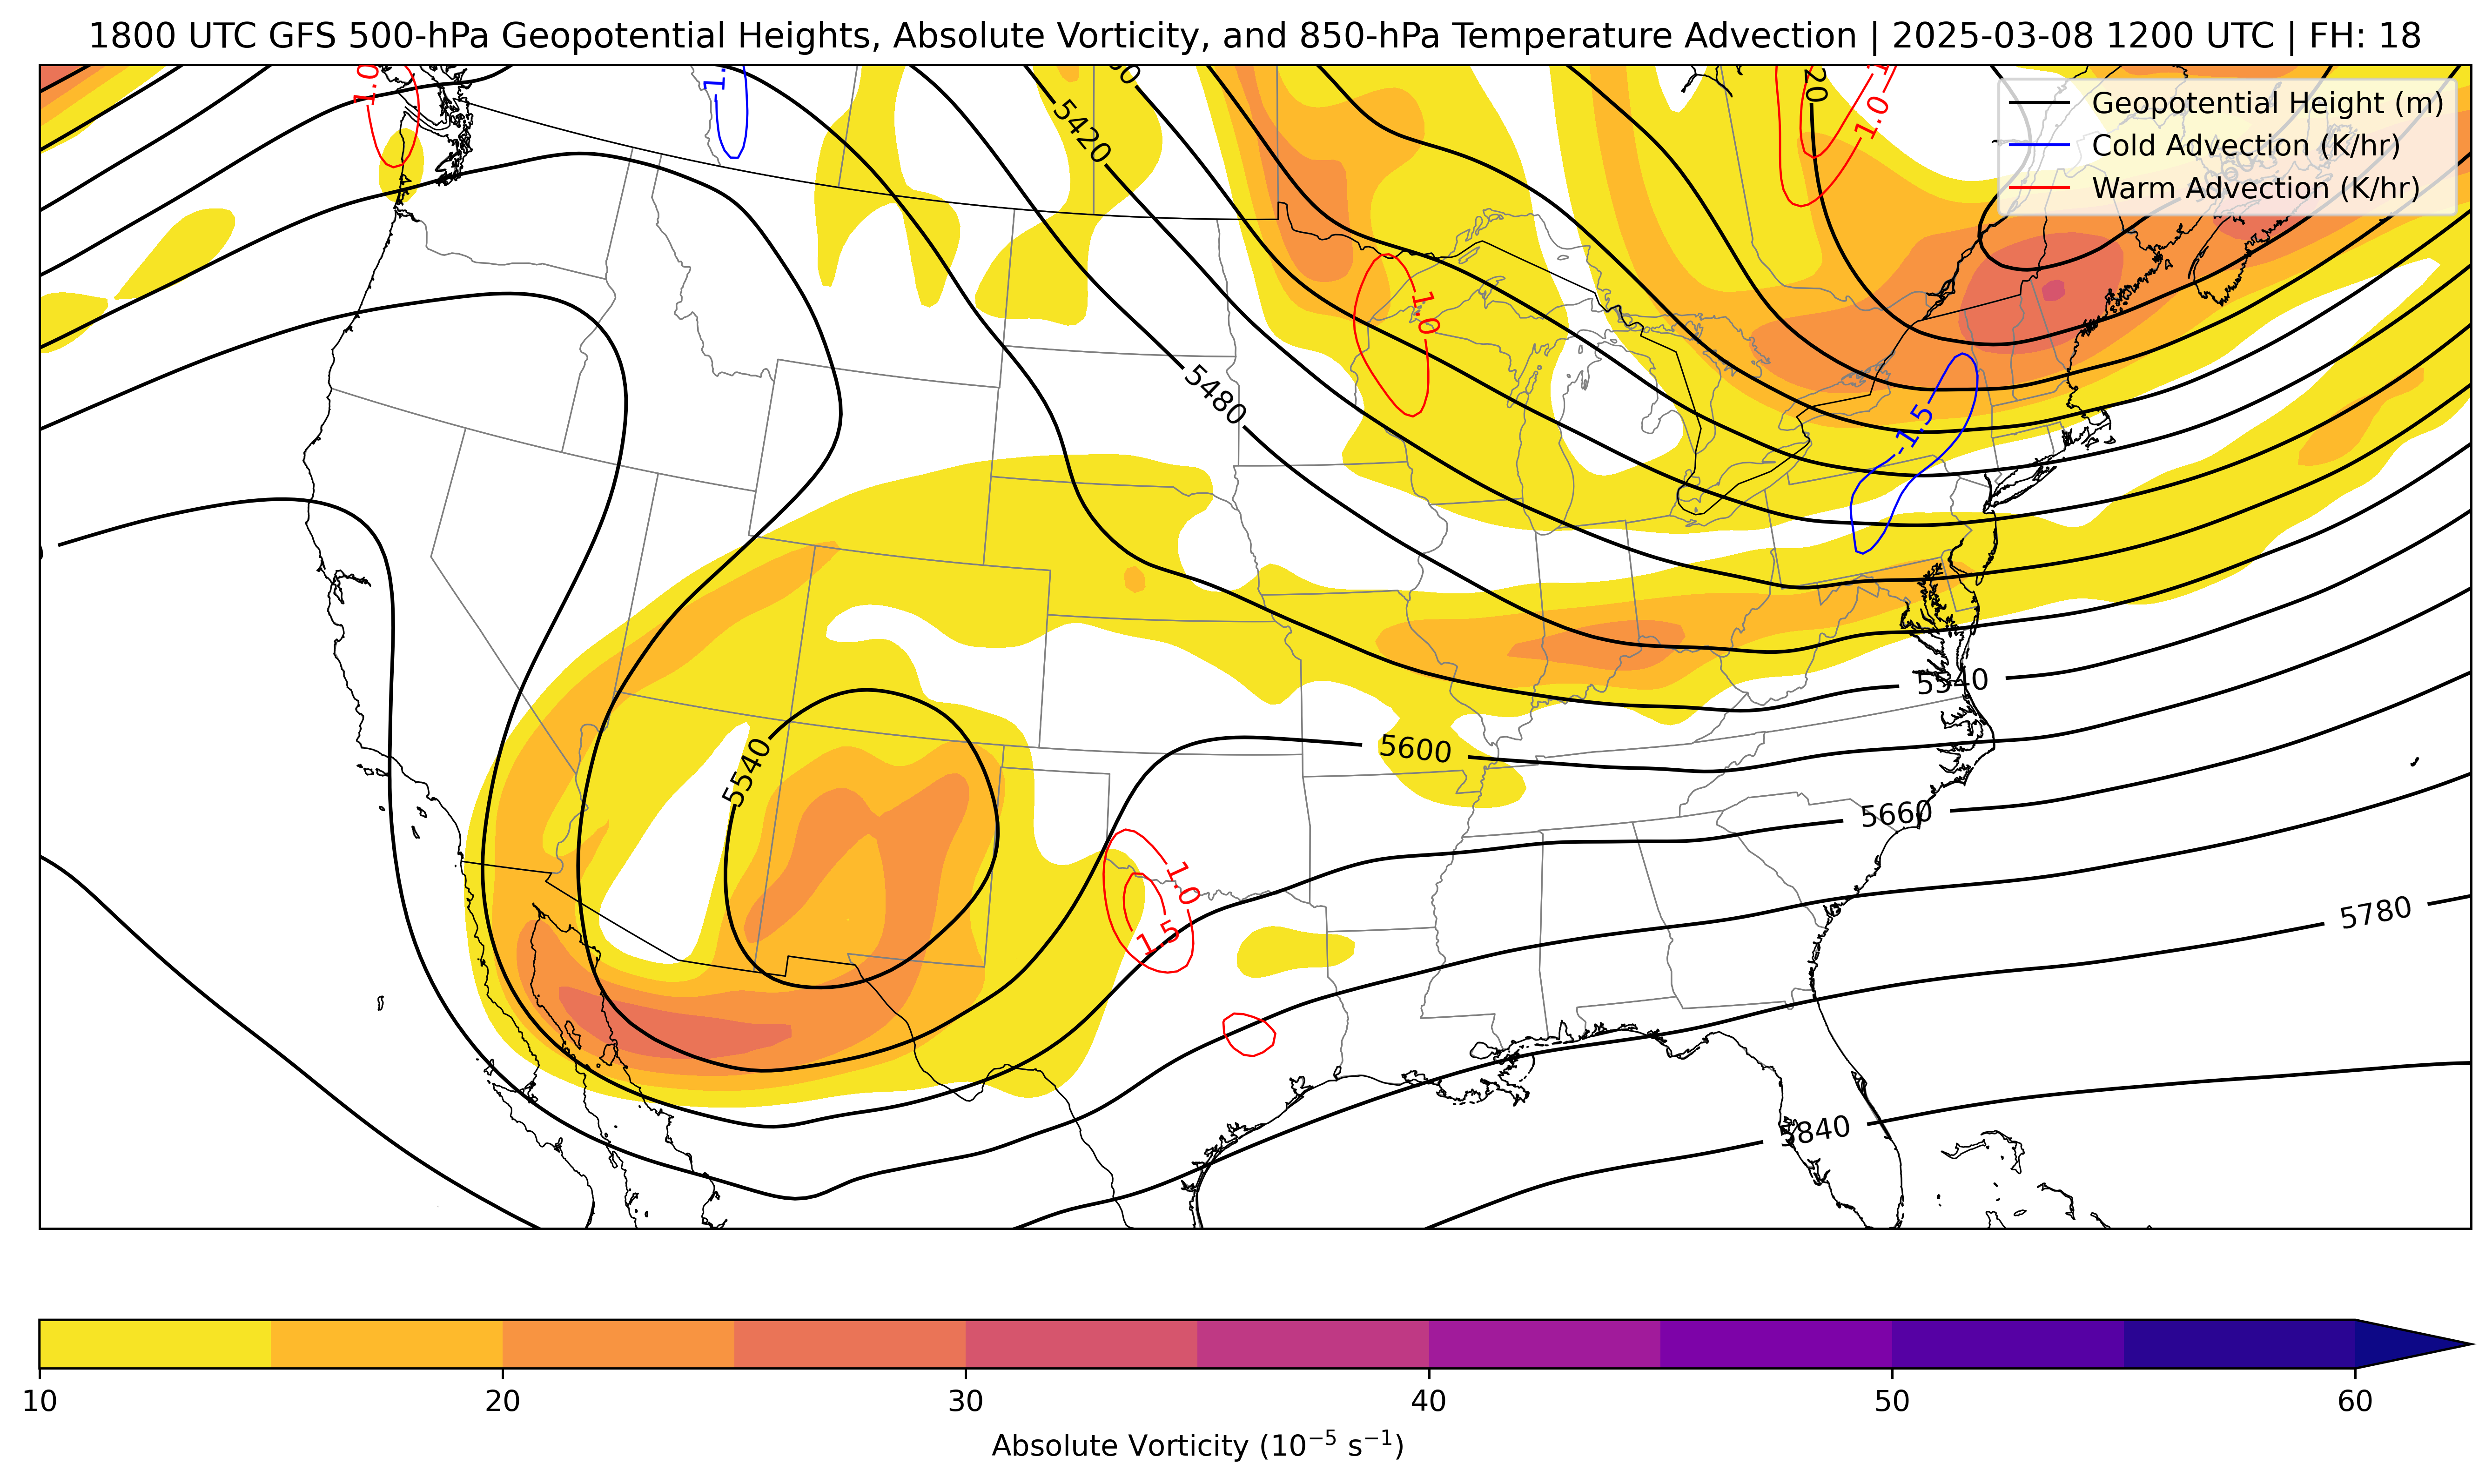 1800 UTC GFS 500-hPa Geopotential Heights, Absolute Vorticity, and 850-hPa Temperature Advection | 2025-03-08 1200 UTC | FH: 18
Geopotential Height (m)
Cold Advection (K/hr)
Warm Advection (K/hr)
1.0
1.0
5420
1.0
5480
-1.5
5540
5540
5600
5660
1.0
1.5
5780
5840
10 20 30 40 50 60
Absolute Vorticity (10⁻⁵ s⁻¹)